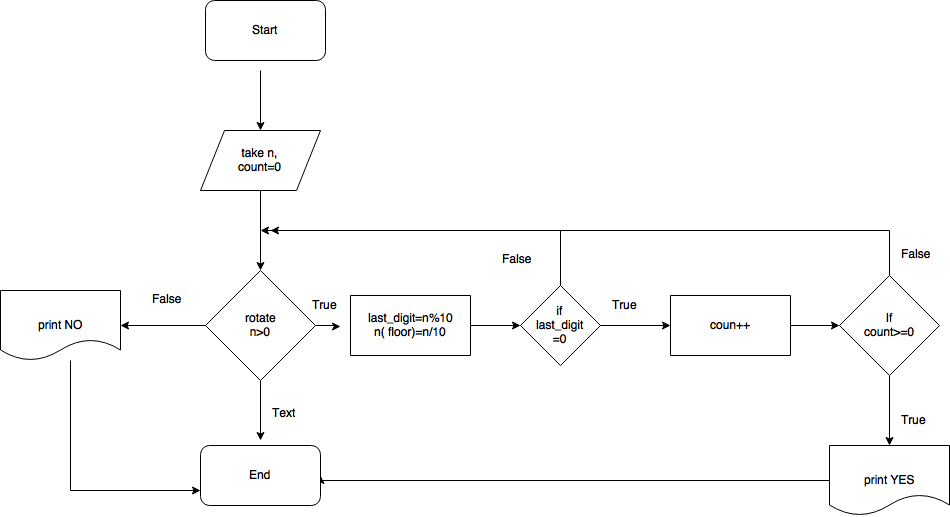 Start
take n,
count=0
False
False
False
print NO
rotate
n>0
True
last_digit=n%10
n( floor)=n/10
if
last_digit
=0
True
coun++
If
count>=0
Text
True
End
print YES